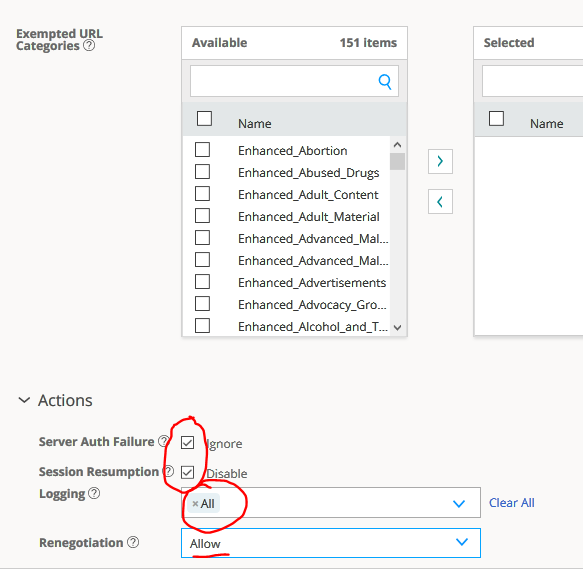 Exempted URL
Categories ?
Available 151 items
Selected
Name
Name
Enhanced_Abortion
Enhanced_Abused_Drugs
Enhanced_Adult_Content
Enhanced_Adult_Material
Enhanced_Advanced_Mal...
Enhanced_Advanced_Mal...
Enhanced_Advertisements
Enhanced_Advocacy_Gro...
Enhanced_Alcohol_and_T...
Actions
Server Auth Failure ? Ignore
Session Resumption ? Disable
Logging ?
×All
Clear All
Renegotiation ? Allow